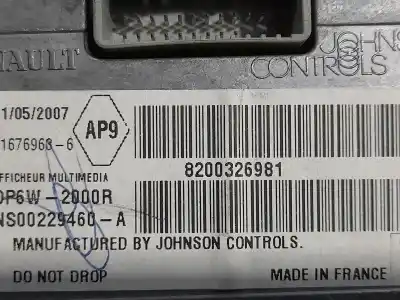 JOHNSON
CONTROLS
1/05/2007
AP9
1676968-6
8200326981
FFICHEUR MULTIMEDIA
DP6W-2000R
NS00229460-A
MANUFACTURED BY JOHNSON CONTROLS.
DO NOT DROP
MADE IN FRANCE